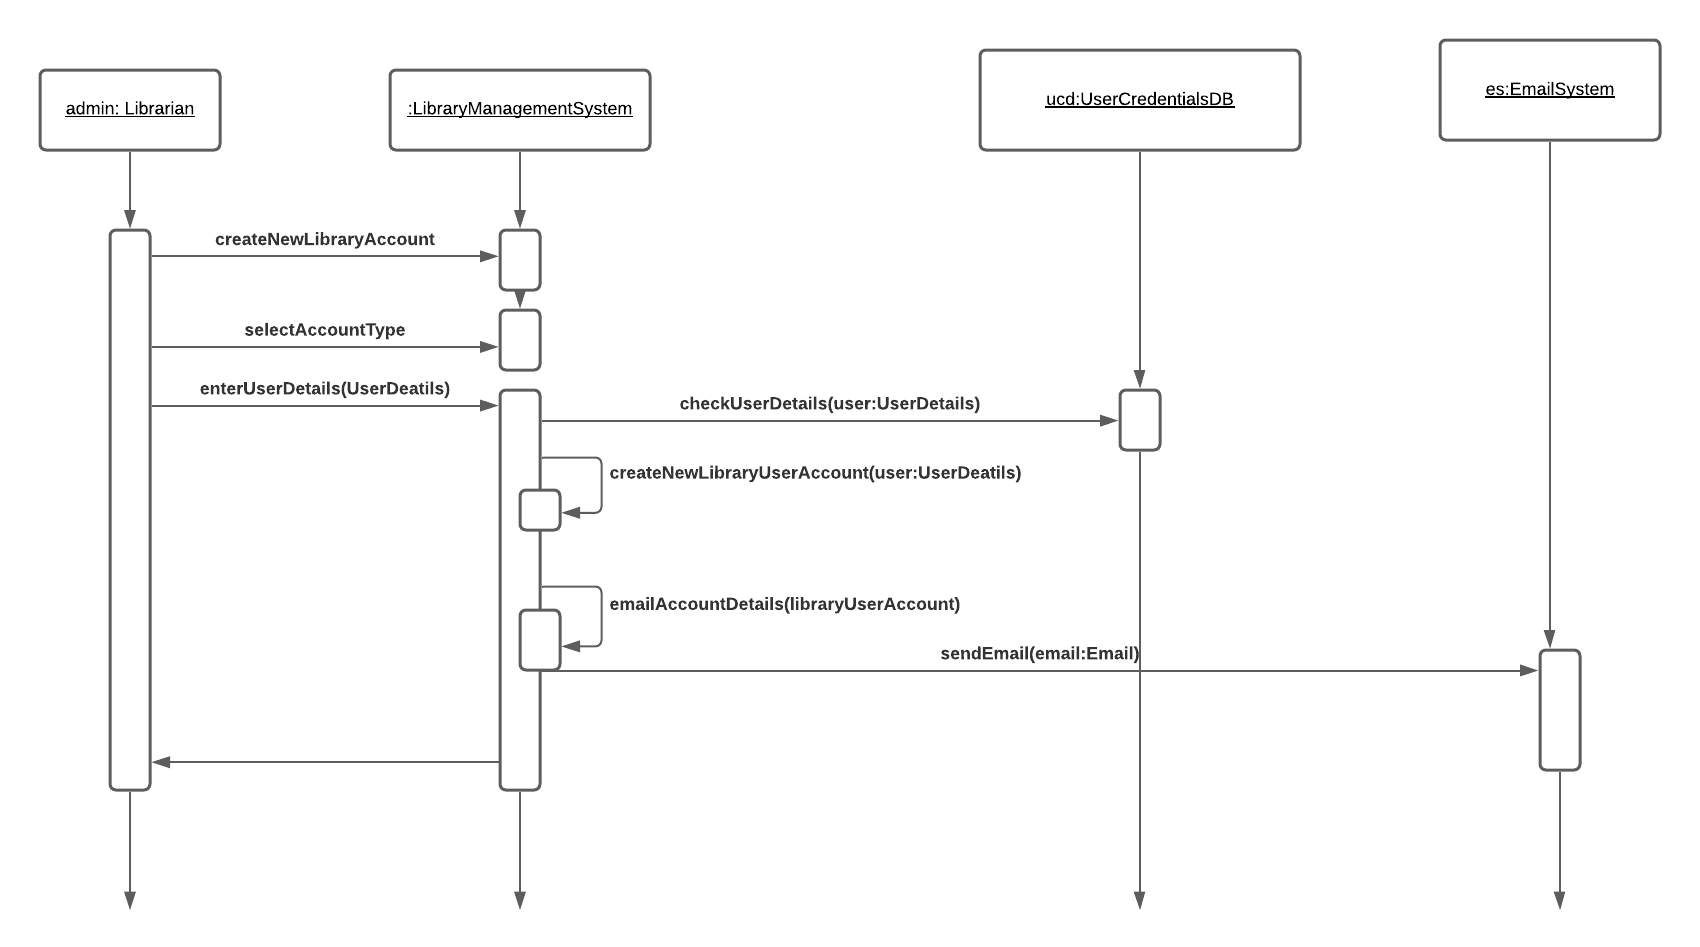 admin: Librarian
:LibraryManagementSystem
ucd:UserCredentialsDB
es:EmailSystem
createNewLibraryAccount
selectAccountType
enterUserDetails(UserDeatils)
checkUserDetails(user:UserDetails)
createNewLibraryUserAccount(user:UserDeatils)
emailAccountDetails(libraryUserAccount)
sendEmail(email:Email)